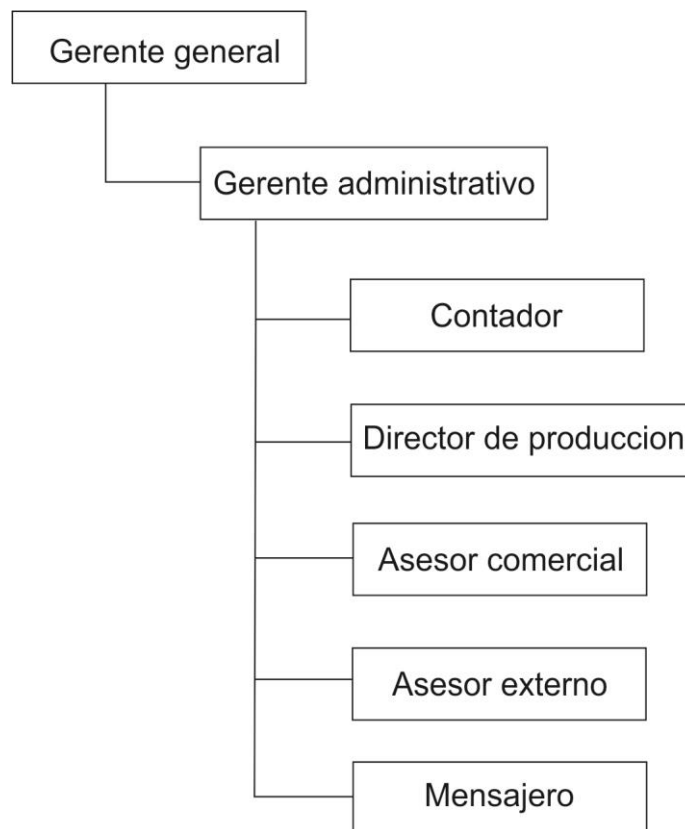 Gerente general
Gerente administrativo
Contador
Director de produccion
Asesor comercial
Asesor externo
Mensajero